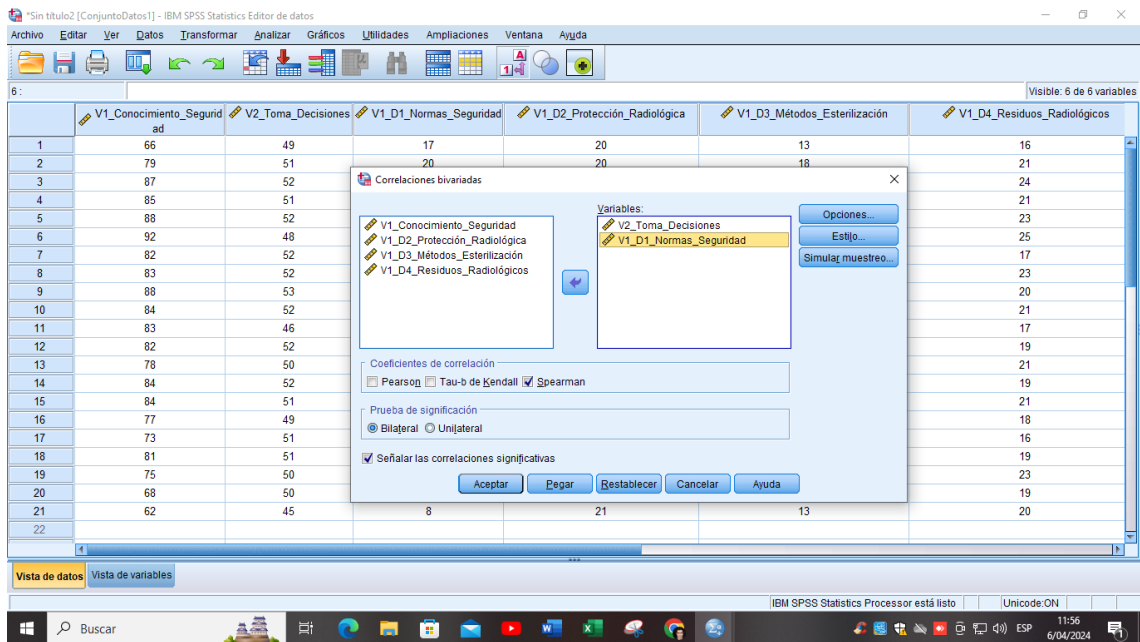 *Sin título2 [ConjuntoDatos1] - IBM SPSS Statistics Editor de datos
Archivo Editar Ver Datos Transformar Analizar Gráficos Utilidades Ampliaciones Ventana Ayuda
6 :
Visible: 6 de 6 variables
V1_Conocimiento_Seguridad V2_Toma_Decisiones V1_D1_Normas_Seguridad V1_D2_Protección_Radiológica V1_D3_Métodos_Esterilización V1_D4_Residuos_Radiológicos
1 66 49 17 20 13 16
2 79 51 20 20 18 21
3 87 52 24
4 85 51 21
5 88 52 23
6 92 48 25
7 82 52 17
8 83 52 23
9 88 53 20
10 84 52 21
11 83 46 17
12 82 52 19
13 78 50 21
14 84 52 19
15 84 51 21
16 77 49 18
17 73 51 16
18 81 51 19
19 75 50 23
20 68 50 19
21 62 45 8 21 13 20
22
Correlaciones bivariadas
V1_Conocimiento_Seguridad
V1_D2_Protección_Radiológica
V1_D3_Métodos_Esterilización
V1_D4_Residuos_Radiológicos
Variables:
V2_Toma_Decisiones
V1_D1_Normas_Seguridad
Opciones...
Estilo...
Simular muestreo...
Coeficientes de correlación
Pearson Tau-b de Kendall Spearman
Prueba de significación
Bilateral Unilateral
Señalar las correlaciones significativas
Aceptar Pegar Restablecer Cancelar Ayuda
Vista de datos Vista de variables
IBM SPSS Statistics Processor está listo Unicode:ON
Buscar
ESP
11:56
6/04/2024